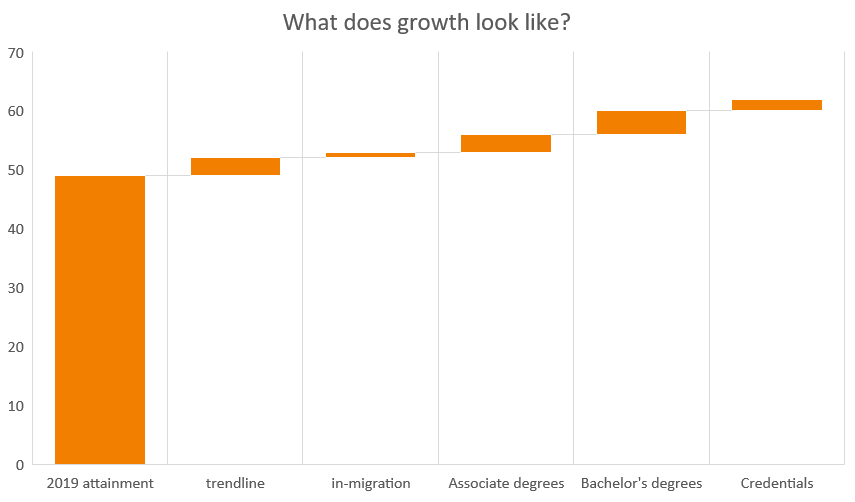 What does growth look like?
70
60
50
40
30
20
10
0
2019 attainment
trendline
in-migration
Associate degrees
Bachelor's degrees
Credentials